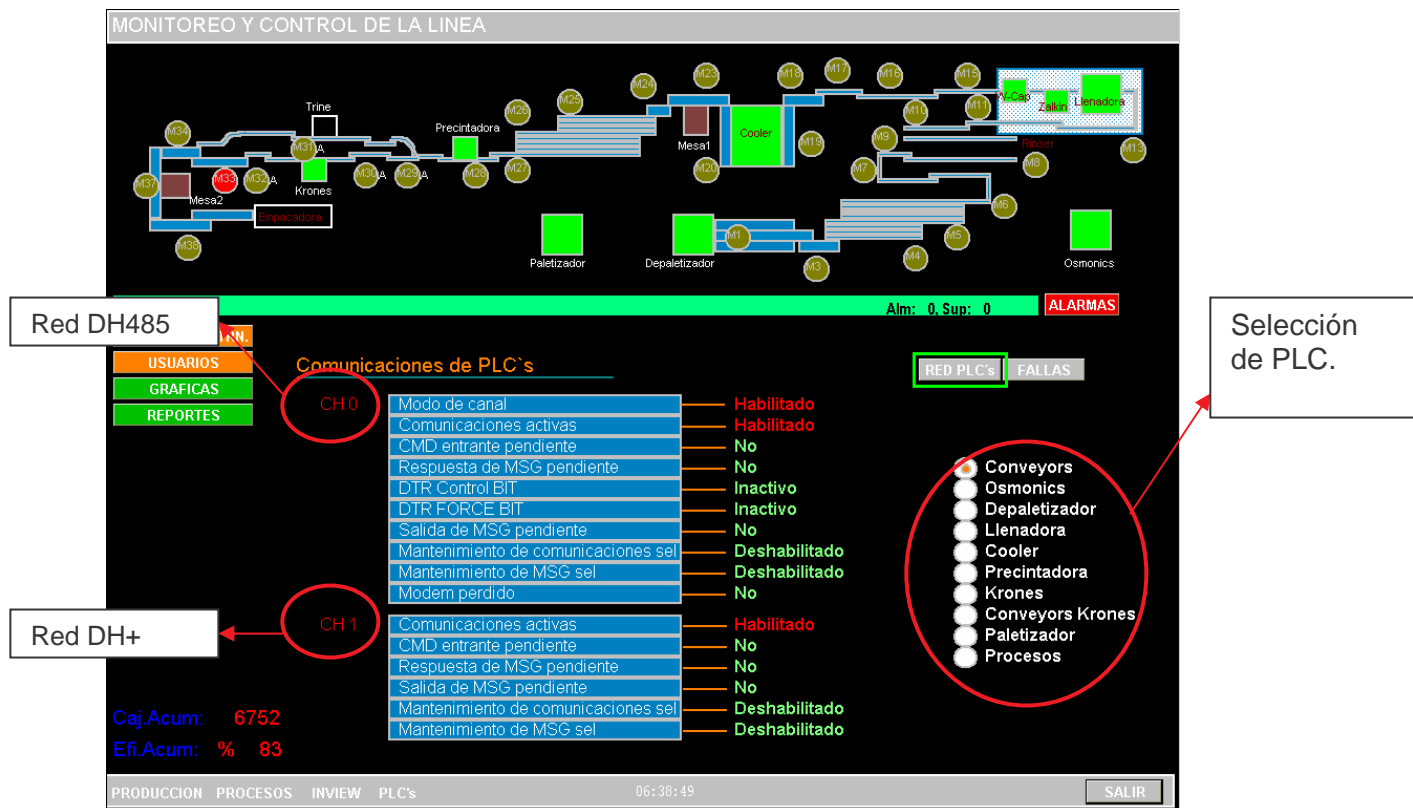 MONITOREO Y CONTROL DE LA LINEA
M23
M18
M17
M16
M15
M24
M25
M26
Trine
Precintadora
Mesa1
Cooler
V-Cap
Zalkin
Llenadora
M10
M11
M34
M31
A
M19
M9
Rinser
M13
M37
M33
M32
A
Krones
M30
A
M29
A
M28
M27
M20
M7
M8
Mesa2
Empacadora
M6
M38
Paletizador
Depaletizador
M1
M3
M4
M5
Osmonics
Alm: 0, Sup: 0
ALARMAS
Red DH485
Selección
de PLC.
USUARIOS
GRAFICAS
REPORTES
Comunicaciones de PLC`s
RED PLC's
FALLAS
CH 0
Modo de canal Habilitado
Comunicaciones activas Habilitado
CMD entrante pendiente No
Respuesta de MSG pendiente No
DTR Control BIT Inactivo
DTR FORCE BIT Inactivo
Salida de MSG pendiente No
Mantenimiento de comunicaciones sel Deshabilitado
Mantenimiento de MSG sel Deshabilitado
Modem perdido No
Conveyors
Osmonics
Depaletizador
Llenadora
Cooler
Precintadora
Krones
Conveyors Krones
Paletizador
Procesos
Red DH+
CH 1
Comunicaciones activas Habilitado
CMD entrante pendiente No
Respuesta de MSG pendiente No
Salida de MSG pendiente No
Mantenimiento de comunicaciones sel Deshabilitado
Mantenimiento de MSG sel Deshabilitado
Caj.Acum: 6752
Efi.Acum: % 83
PRODUCCION PROCESOS INVIEW PLC's
06:38:49
SALIR